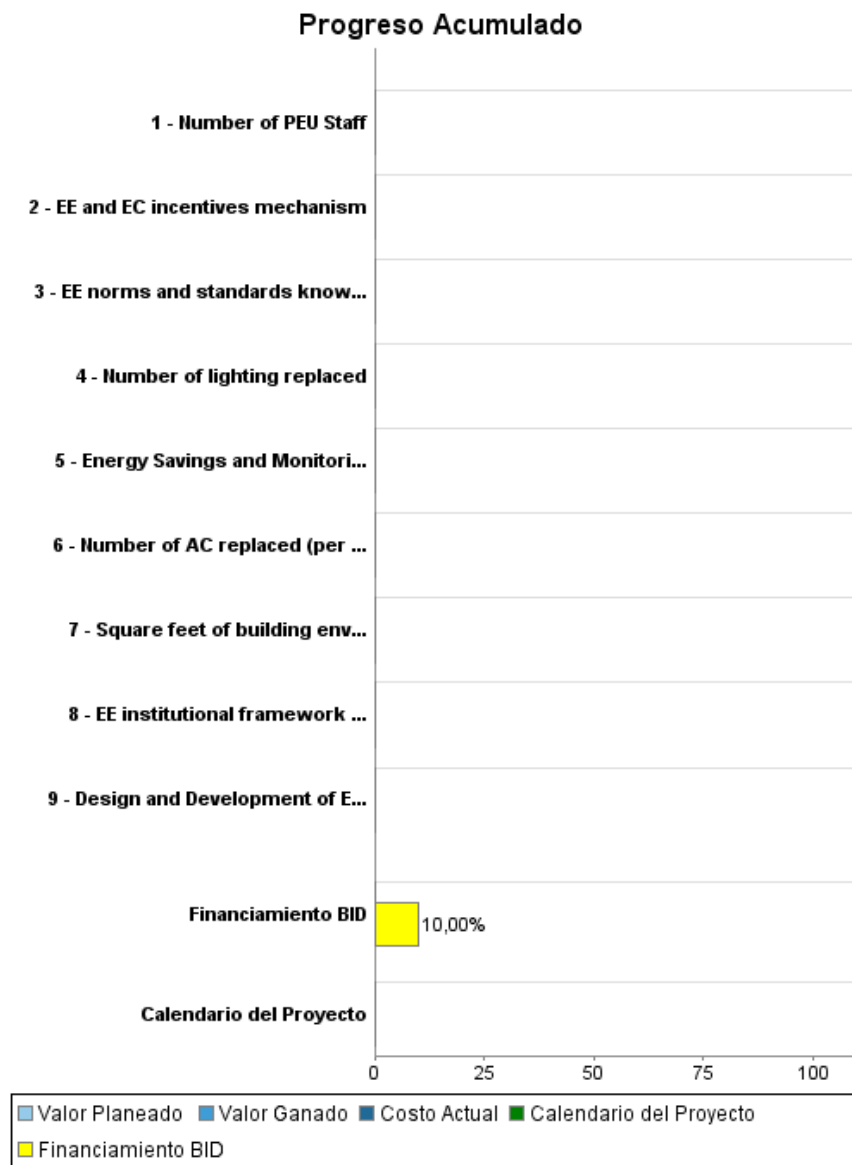 Progreso Acumulado
1 - Number of PEU Staff
2 - EE and EC incentives mechanism
3 - EE norms and standards know...
4 - Number of lighting replaced
5 - Energy Savings and Monitori...
6 - Number of AC replaced (per ...
7 - Square feet of building env...
8 - EE institutional framework ...
9 - Design and Development of E...
Financiamiento BID 10,00%
Calendario del Proyecto
0 25 50 75 100
Valor Planeado Valor Ganado Costo Actual Calendario del Proyecto
Financiamiento BID